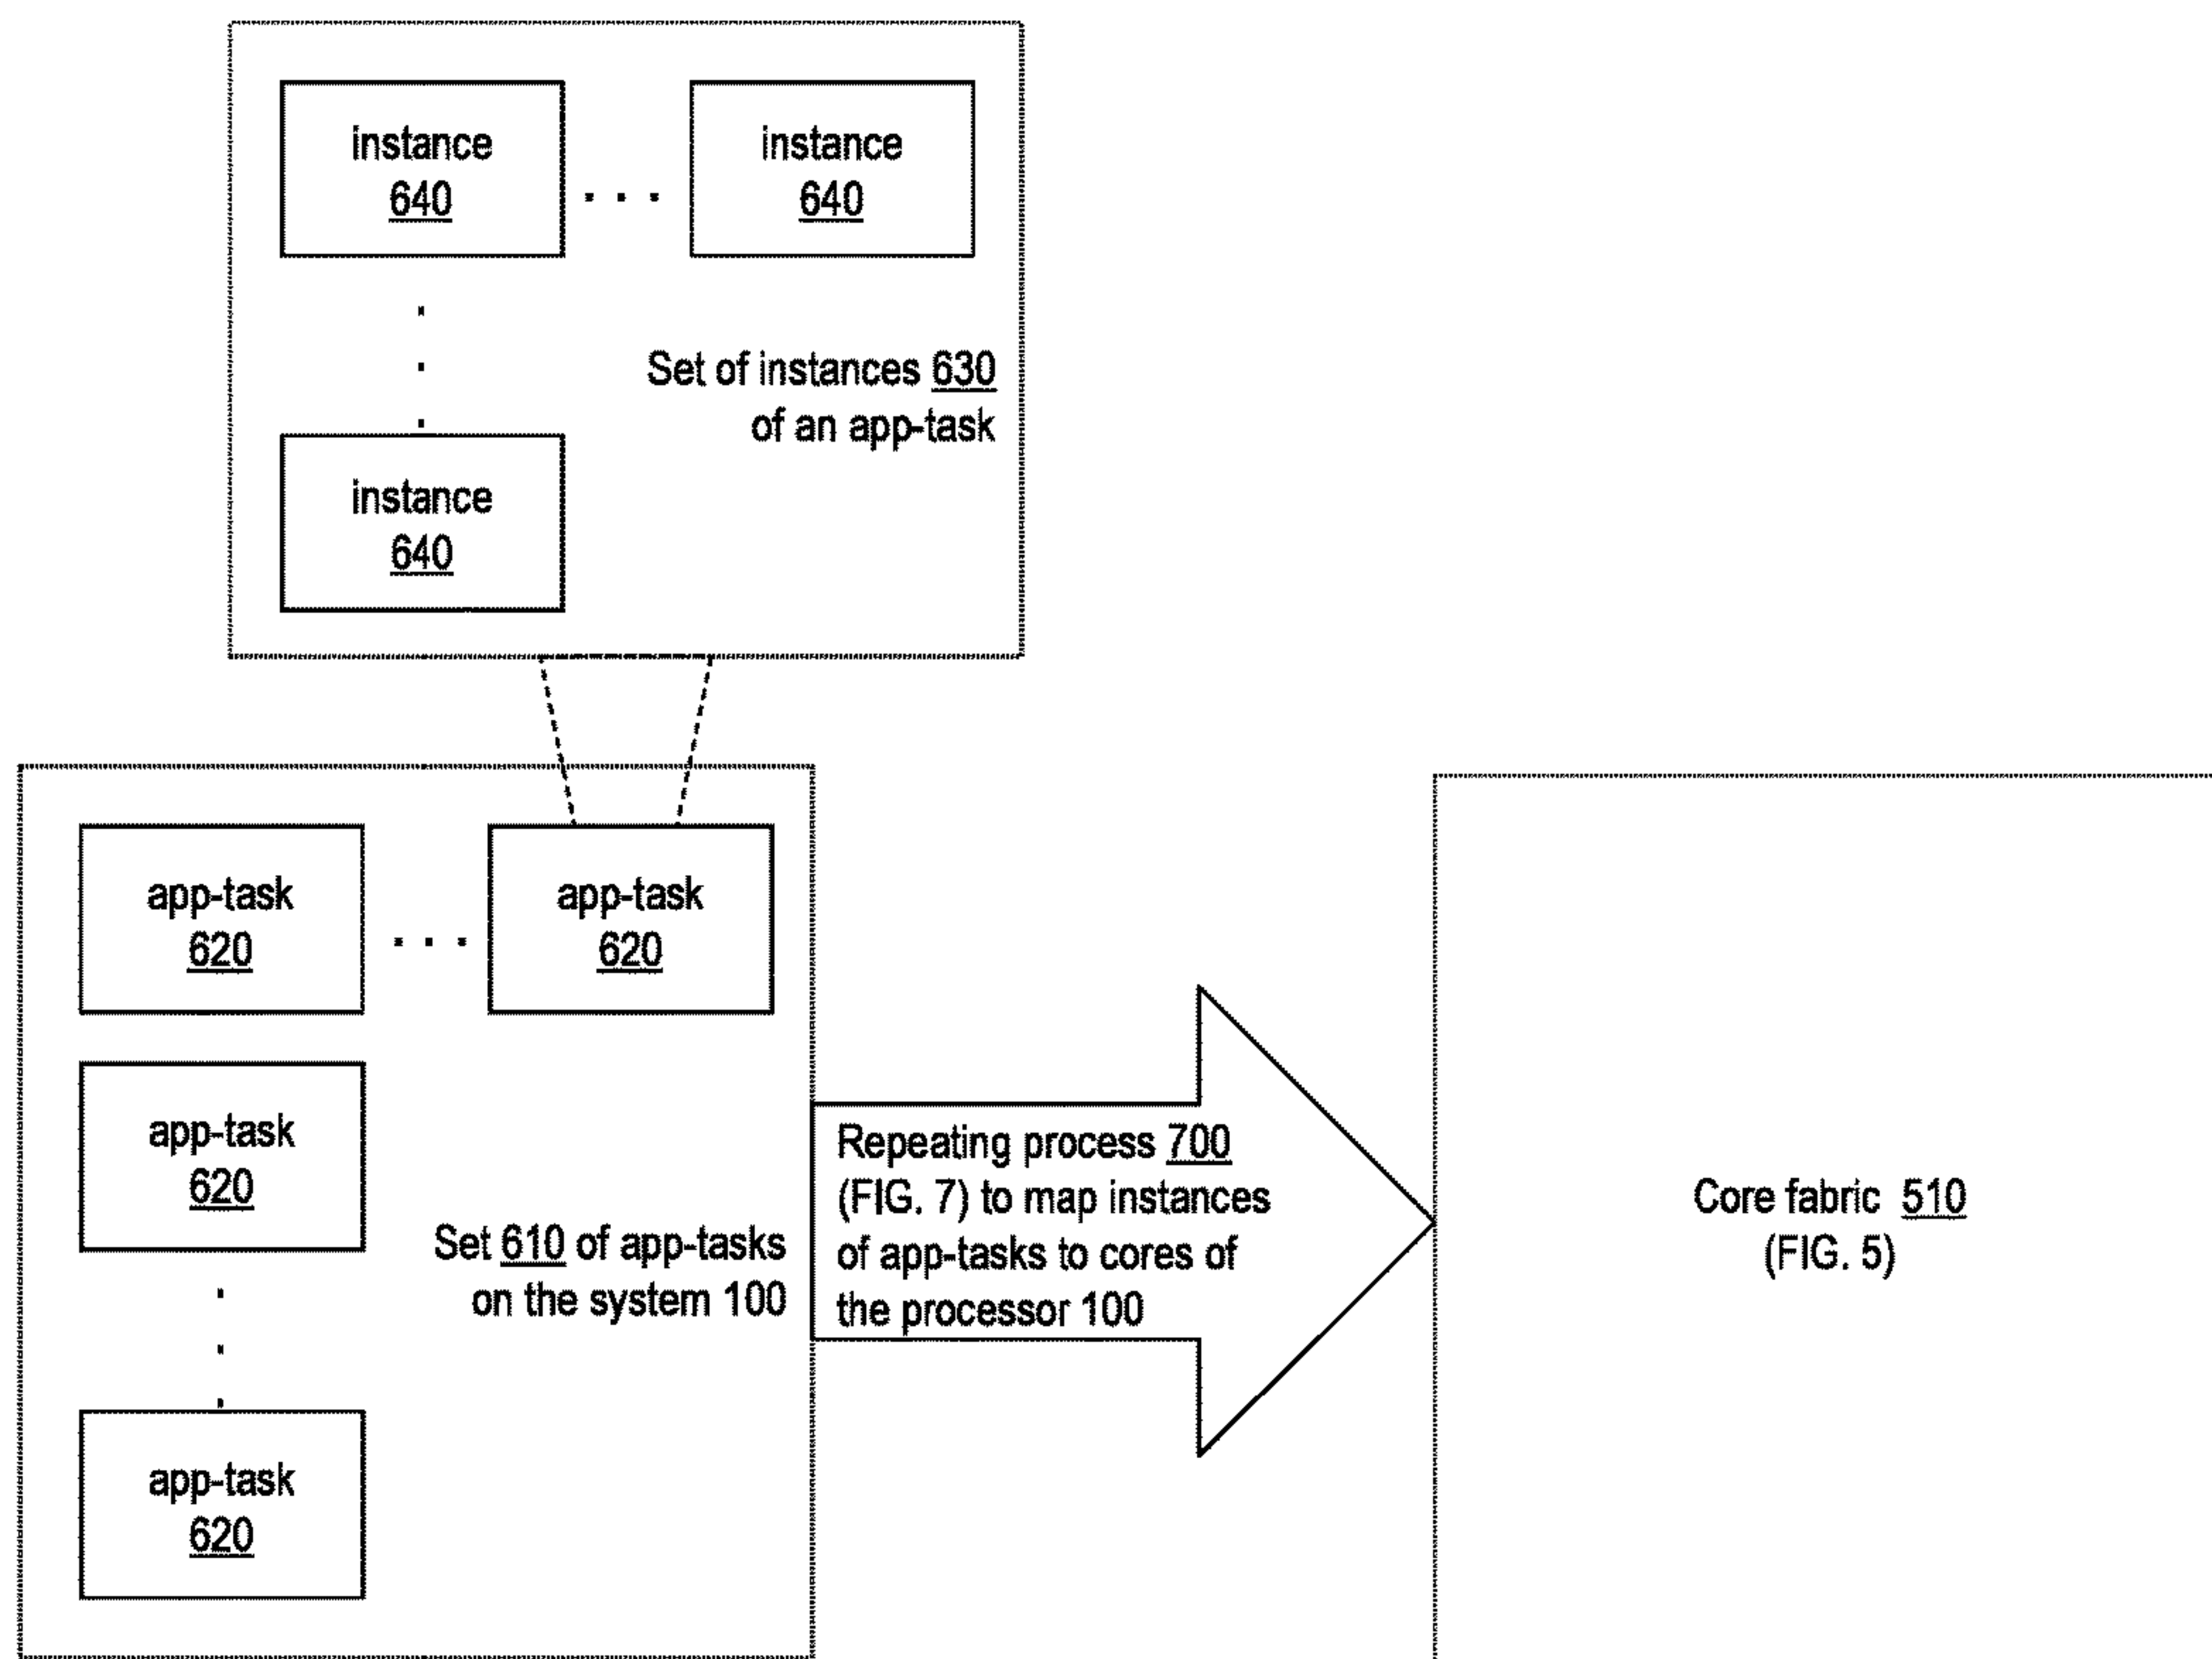 instance
640
. . .
instance
640
.
.
.
Set of instances 630
of an app-task
instance
640
app-task
620
. . .
app-task
620
app-task
620
Set 610 of app-tasks
on the system 100
.
.
.
app-task
620
Repeating process 700
(FIG. 7) to map instances
of app-tasks to cores of
the processor 100
Core fabric 510
(FIG. 5)